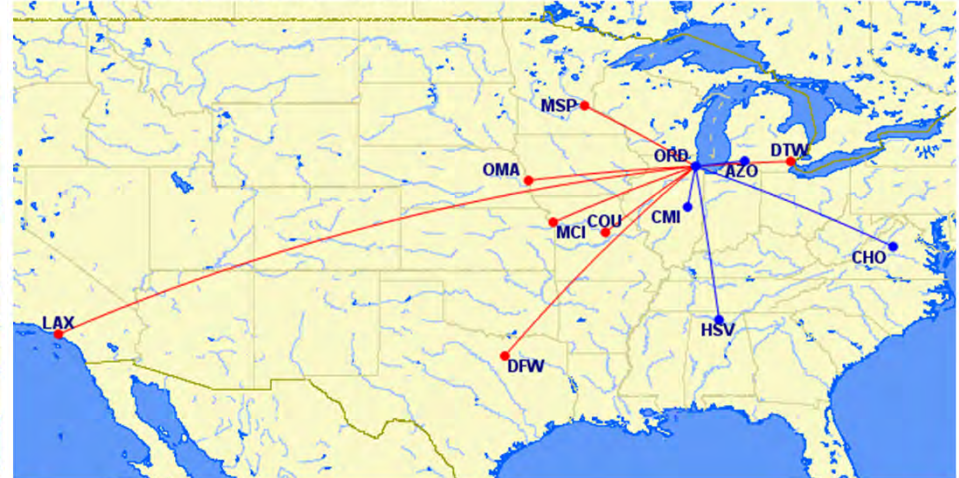 MSP
ORD
DTW
OMA
AZO
COU
CMI
MCI
CHO
LAX
HSV
DFW